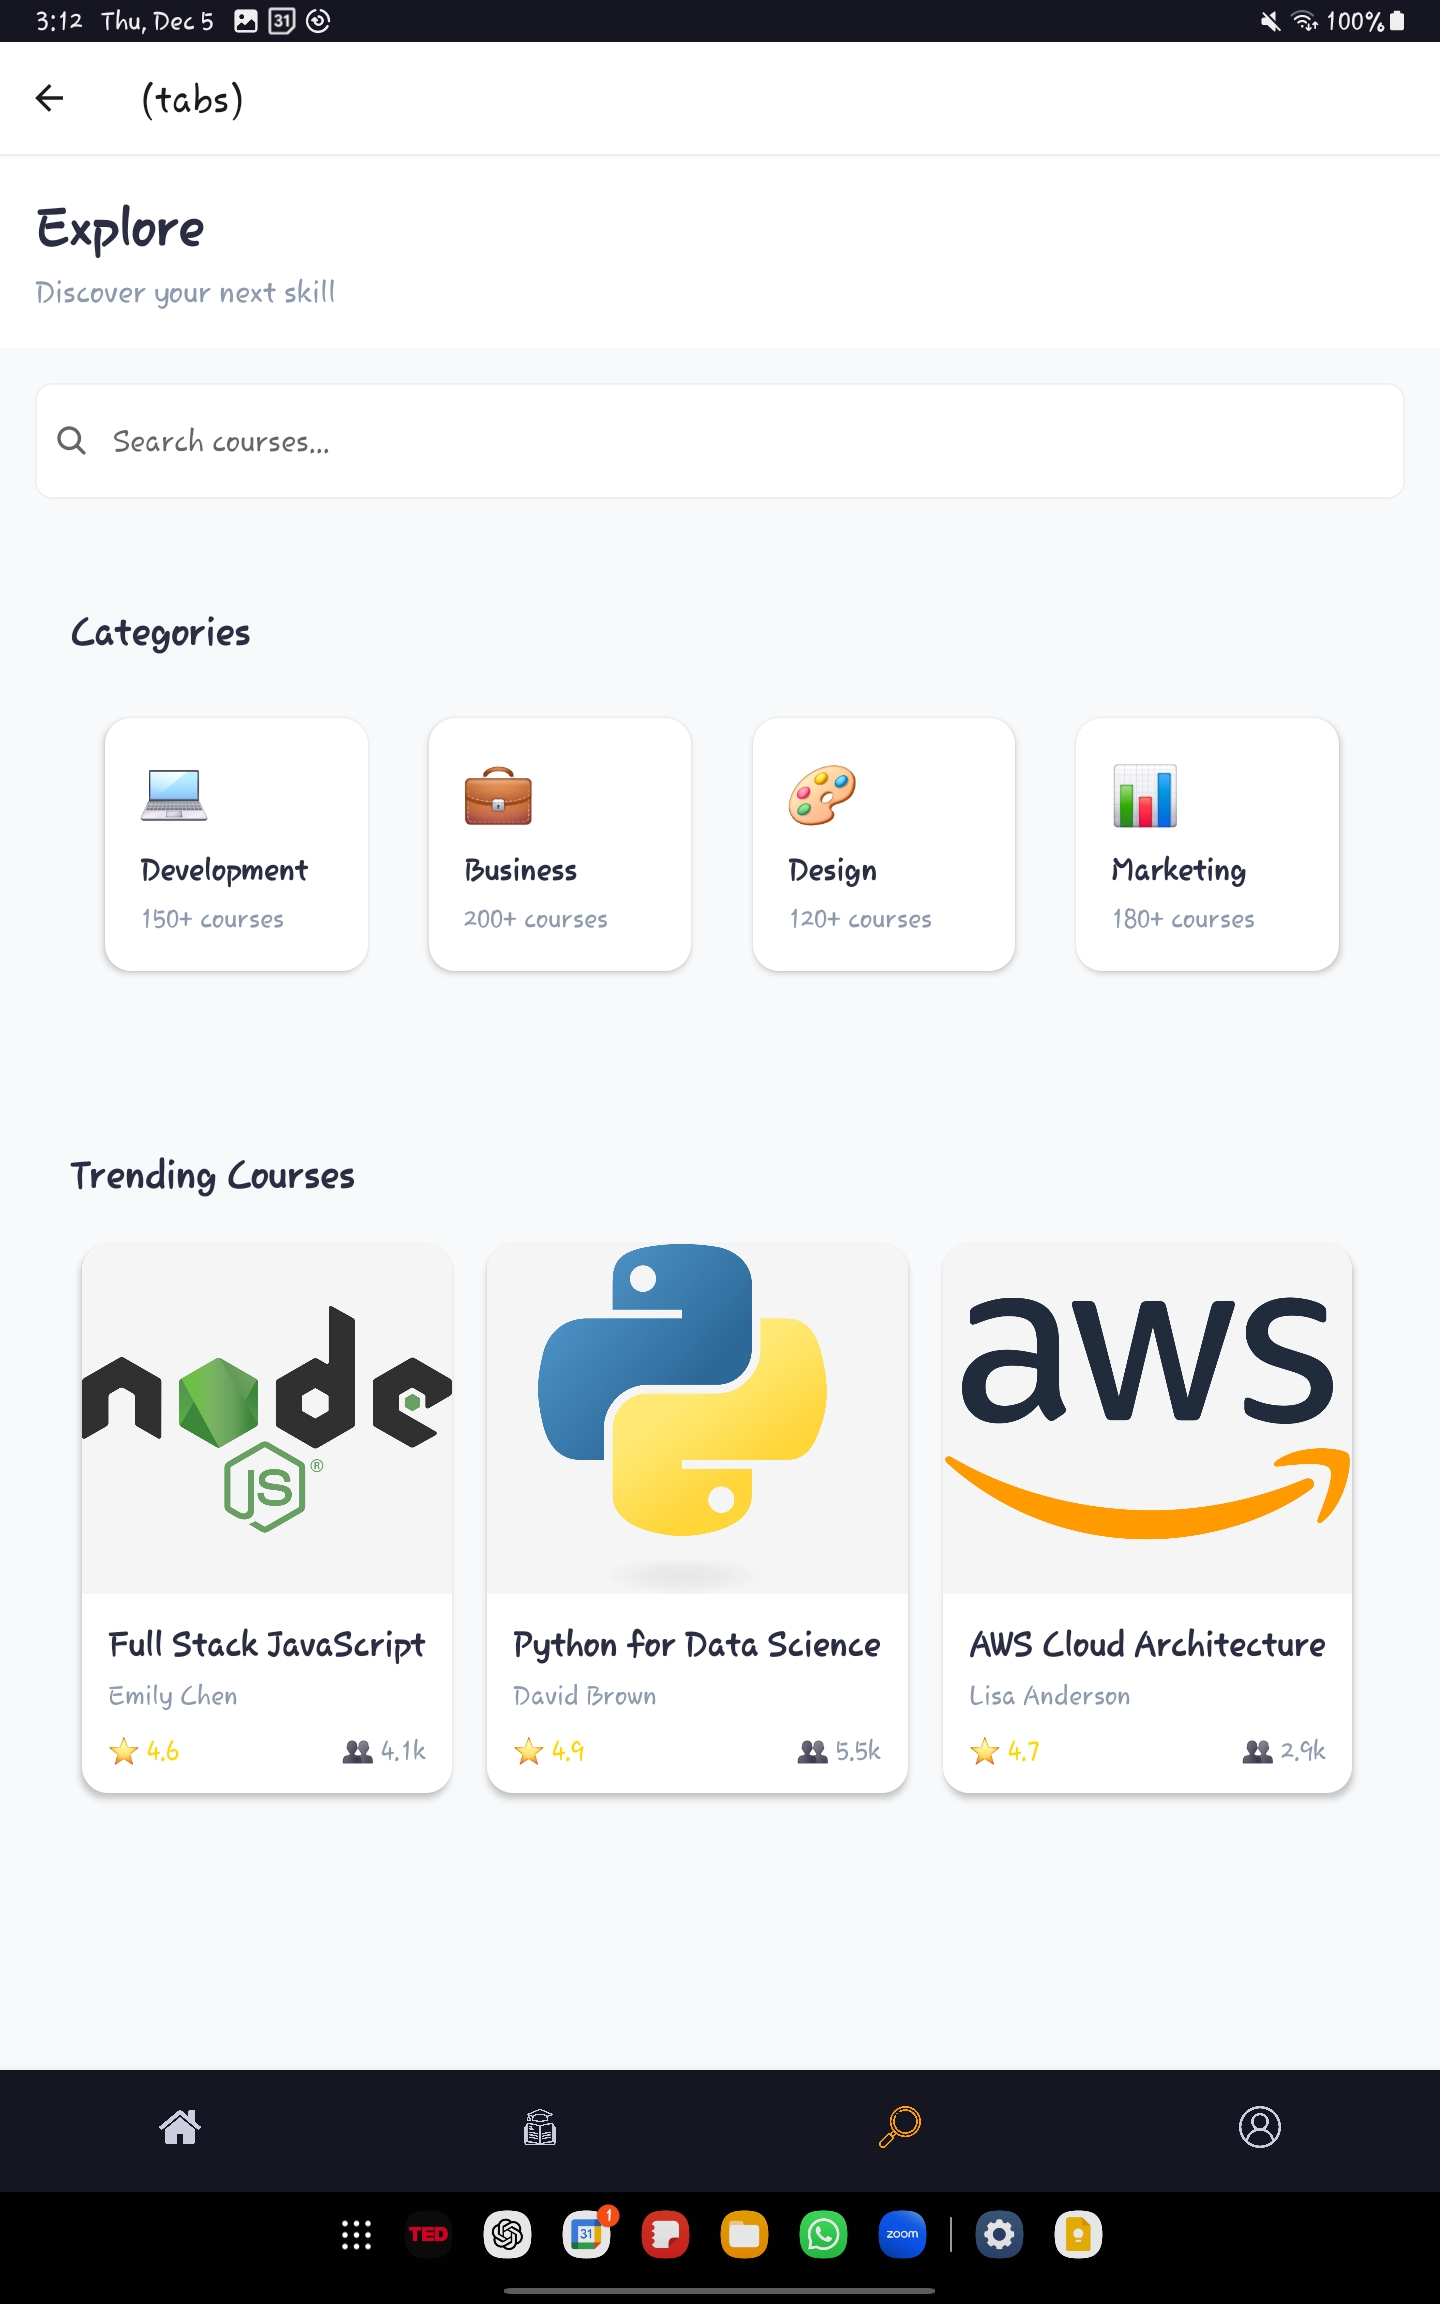 3:12 Thu, Dec 5 31 100%
(tabs)
Explore
Discover your next skill
Search courses...
Categories
Development
150+ courses
Business
200+ courses
Design
120+ courses
Marketing
180+ courses
Trending Courses
node
JS ®
Full Stack JavaScript
Emily Chen
4.6 4.1k
Python for Data Science
David Brown
4.9 5.5k
aws
AWS Cloud Architecture
Lisa Anderson
4.7 2.9k
TED 31 1 zoom